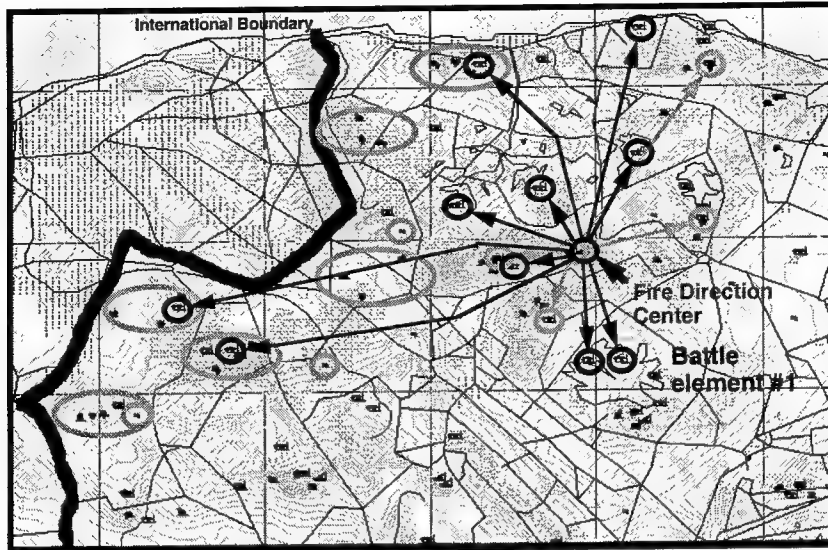 International Boundary
Fire Direction
Center
Battle
element #1